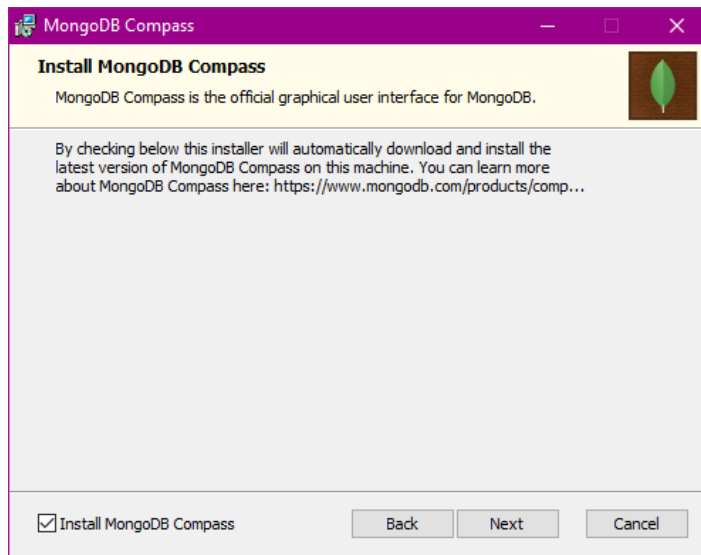 MongoDB Compass
Install MongoDB Compass
MongoDB Compass is the official graphical user interface for MongoDB.
By checking below this installer will automatically download and install the
latest version of MongoDB Compass on this machine. You can learn more
about MongoDB Compass here: https://www.mongodb.com/products/comp...
Install MongoDB Compass Back Next Cancel